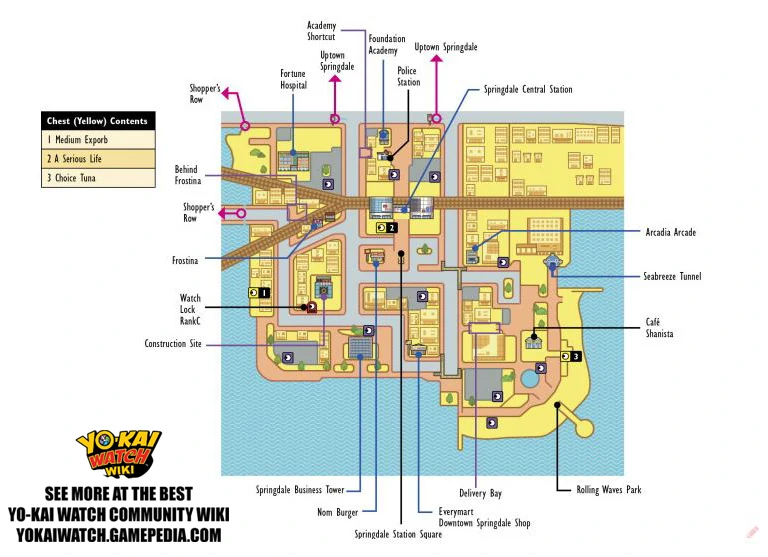 Academy
Shortcut
Foundation
Academy
Uptown Springdale
Uptown
Springdale
Police
Station
Fortune
Hospital
Shopper's
Row
Springdale Central Station
Chest (Yellow) Contents
1 Medium Exporb
2 A Serious Life
3 Choice Tuna
Behind
Frostina
Shopper's
Row
2
Arcadia Arcade
Frostina
Seabreeze Tunnel
1
Watch
Lock
RankC
Café
Shanista
Construction Site
3
YO-KAI
WATCH
WIKI
SEE MORE AT THE BEST
YO-KAI WATCH COMMUNITY WIKI
YOKAIWATCH.GAMEPEDIA.COM
Springdale Business Tower
Nom Burger
Springdale Station Square
Everymart
Downtown Springdale Shop
Delivery Bay
Rolling Waves Park